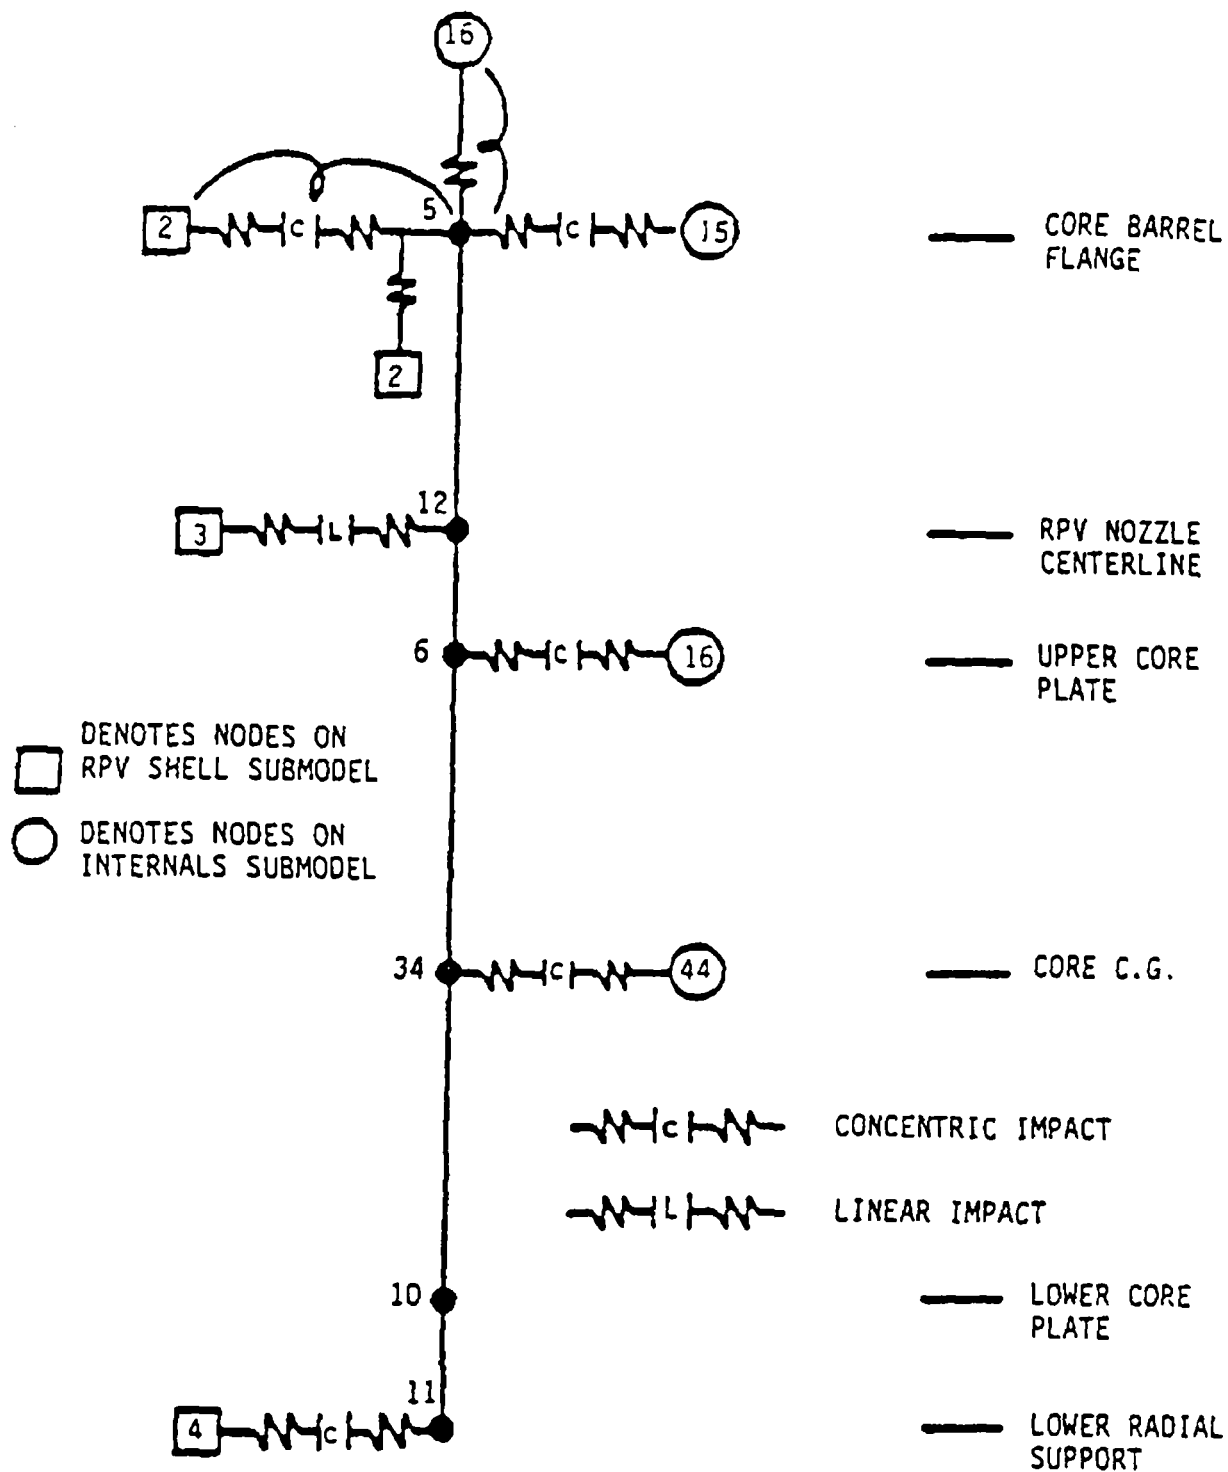 16
2 C 5 C 15 CORE BARREL
FLANGE
2
12
3 L RPV NOZZLE
CENTERLINE
6 C 16 UPPER CORE
PLATE
DENOTES NODES ON
RPV SHELL SUBMODEL
DENOTES NODES ON
INTERNALS SUBMODEL
34 C 44 CORE C.G.
C CONCENTRIC IMPACT
L LINEAR IMPACT
10 LOWER CORE
PLATE
11
4 C LOWER RADIAL
SUPPORT